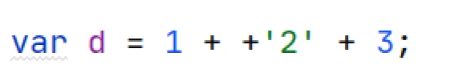 var d = 1 + +'2' + 3;